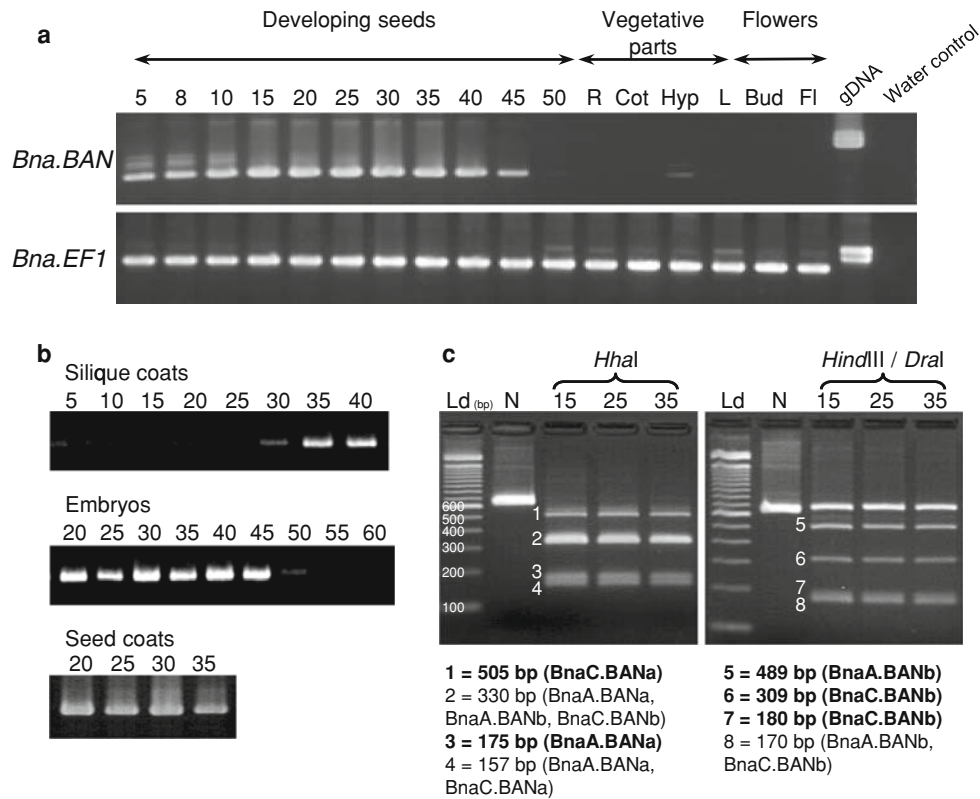 a
Developing seeds
Vegetative parts
Flowers
5 8 10 15 20 25 30 35 40 45 50 R Cot Hyp L Bud Fl gDNA Water control
Bna.BAN
Bna.EF1
b
Silique coats
5 10 15 20 25 30 35 40
Embryos
20 25 30 35 40 45 50 55 60
Seed coats
20 25 30 35
c
HhaI
Ld (bp) N 15 25 35
600
500
400
300
200
100
1
2
3
4
1 = 505 bp (BnaC.BANa)
2 = 330 bp (BnaA.BANa,
BnaA.BANb, BnaC.BANb)
3 = 175 bp (BnaA.BANa)
4 = 157 bp (BnaA.BANa,
BnaC.BANa)
HindIII / DraI
Ld N 15 25 35
5
6
7
8
5 = 489 bp (BnaA.BANb)
6 = 309 bp (BnaC.BANb)
7 = 180 bp (BnaC.BANb)
8 = 170 bp (BnaA.BANb,
BnaC.BANb)